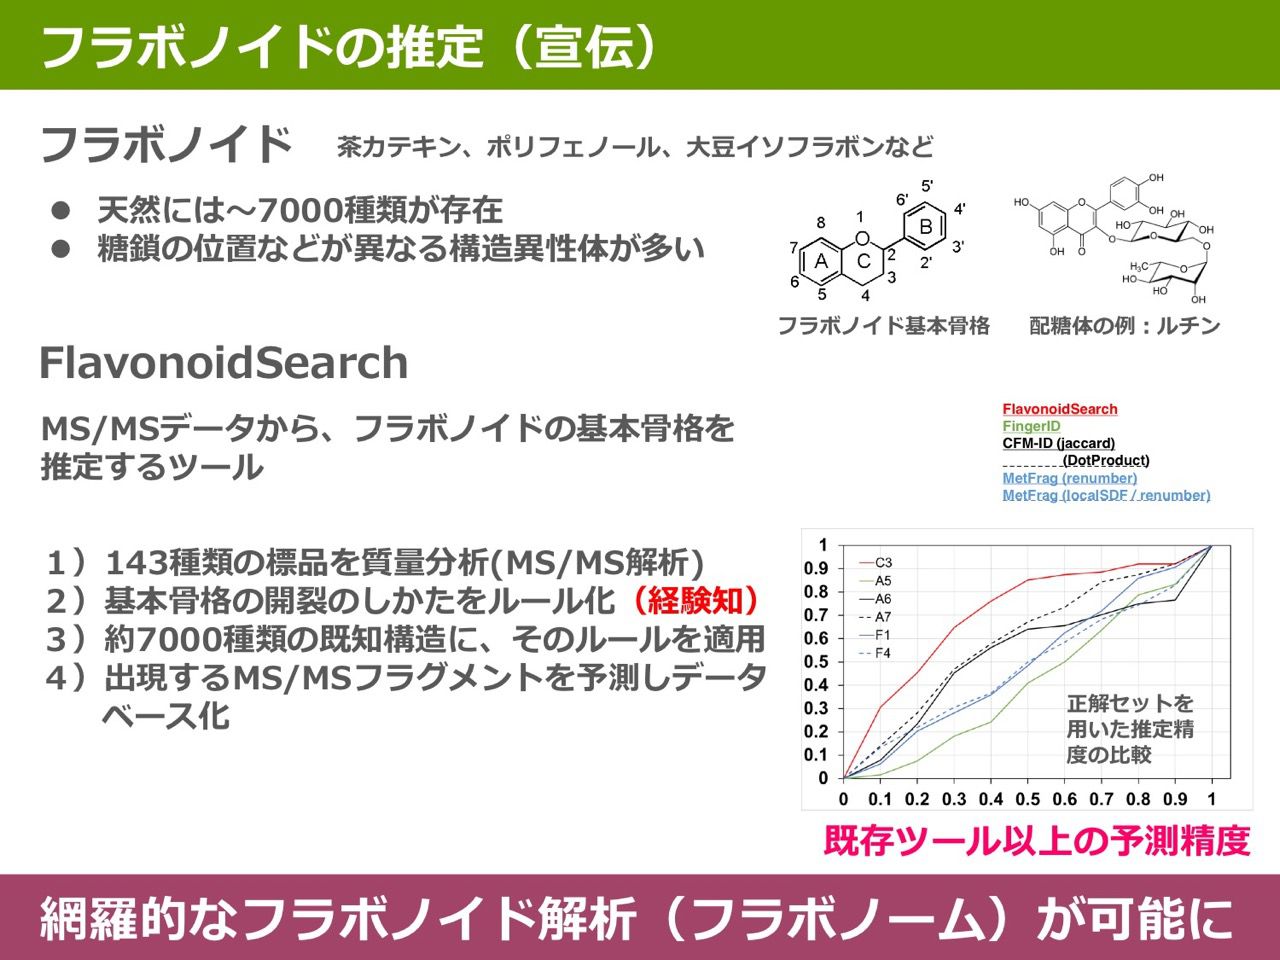 フラボノイドの推定（宣伝）
フラボノイド　茶カテキン、ポリフェノール、大豆イソフラボンなど
● 天然には～7000種類が存在
● 糖鎖の位置などが異なる構造異性体が多い
1
2
3
4
5
6
7
8
2'
3'
4'
5'
6'
O
A
C
B
フラボノイド基本骨格
OH
OH
HO
O
OH
O
O
HO
OH
OH
O
O
H₃C
O
HO
OH
OH
配糖体の例：ルチン
FlavonoidSearch
MS/MSデータから、フラボノイドの基本骨格を
推定するツール
１）143種類の標品を質量分析(MS/MS解析)
２）基本骨格の開裂のしかたをルール化（経験知）
３）約7000種類の既知構造に、そのルールを適用
４）出現するMS/MSフラグメントを予測しデータ
ベース化
FlavonoidSearch
FingerID
CFM-ID (jaccard)
(DotProduct)
MetFrag (renumber)
MetFrag (localSDF / renumber)
1
0.9
0.8
0.7
0.6
0.5
0.4
0.3
0.2
0.1
0
C3
A5
A6
A7
F1
F4
正解セットを
用いた推定精
度の比較
0 0.1 0.2 0.3 0.4 0.5 0.6 0.7 0.8 0.9 1
既存ツール以上の予測精度
網羅的なフラボノイド解析（フラボノーム）が可能に